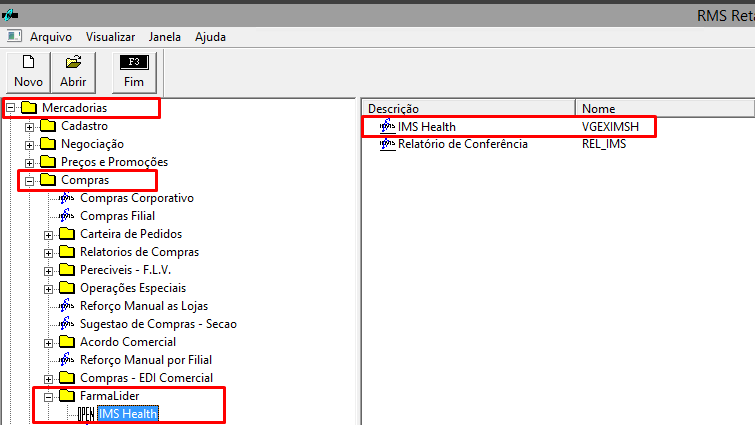 RMS Reta
Arquivo Visualizar Janela Ajuda
F3
Novo Abrir Fim
Mercadorias
Cadastro
Negociação
Preços e Promoções
Compras
Compras Corporativo
Compras Filial
Carteira de Pedidos
Relatorios de Compras
Pereciveis - F.L.V.
Operações Especiais
Reforço Manual as Lojas
Sugestao de Compras - Secao
Acordo Comercial
Reforço Manual por Filial
Compras - EDI Comercial
FarmaLider
OPEN IMS Health
Descrição Nome
IMS Health VGEXIMSH
Relatório de Conferência REL_IMS